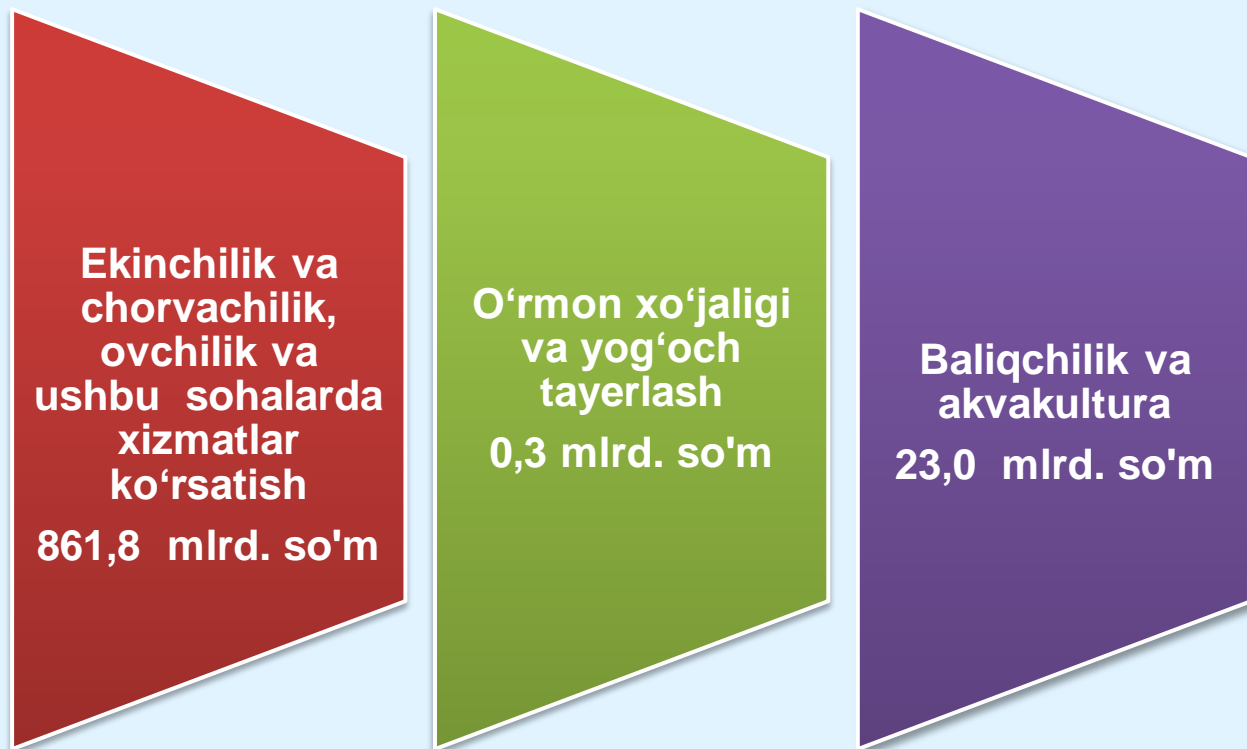 Ekinchilik va
chorvachilik,
ovchilik va
ushbu sohalarda
xizmatlar
ko‘rsatish
861,8 mlrd. so'm
O‘rmon xo‘jaligi
va yog‘och
tayerlash
0,3 mlrd. so'm
Baliqchilik va
akvakultura
23,0 mlrd. so'm